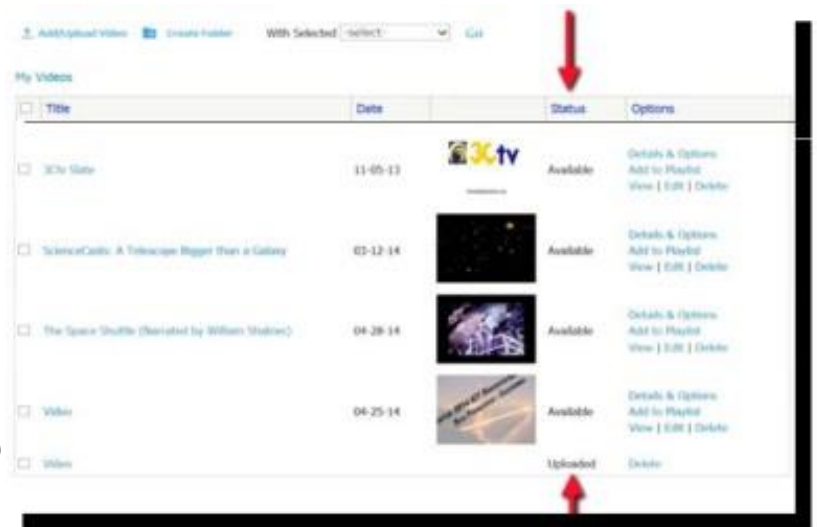 Add/Upload Video Create Folder With Selected -select- Go
My Videos
Title Date Status Options
3Ctv Slate 11-05-13 3Ctv Available Details & Options
Add to Playlist
View | Edit | Delete
ScienceCasts: A Telescope Bigger than a Galaxy 03-12-14 Available Details & Options
Add to Playlist
View | Edit | Delete
The Space Shuttle (Narrated by William Shatner) 04-28-14 Available Details & Options
Add to Playlist
View | Edit | Delete
Video 04-25-14 Available Details & Options
Add to Playlist
View | Edit | Delete
Video Uploaded Delete